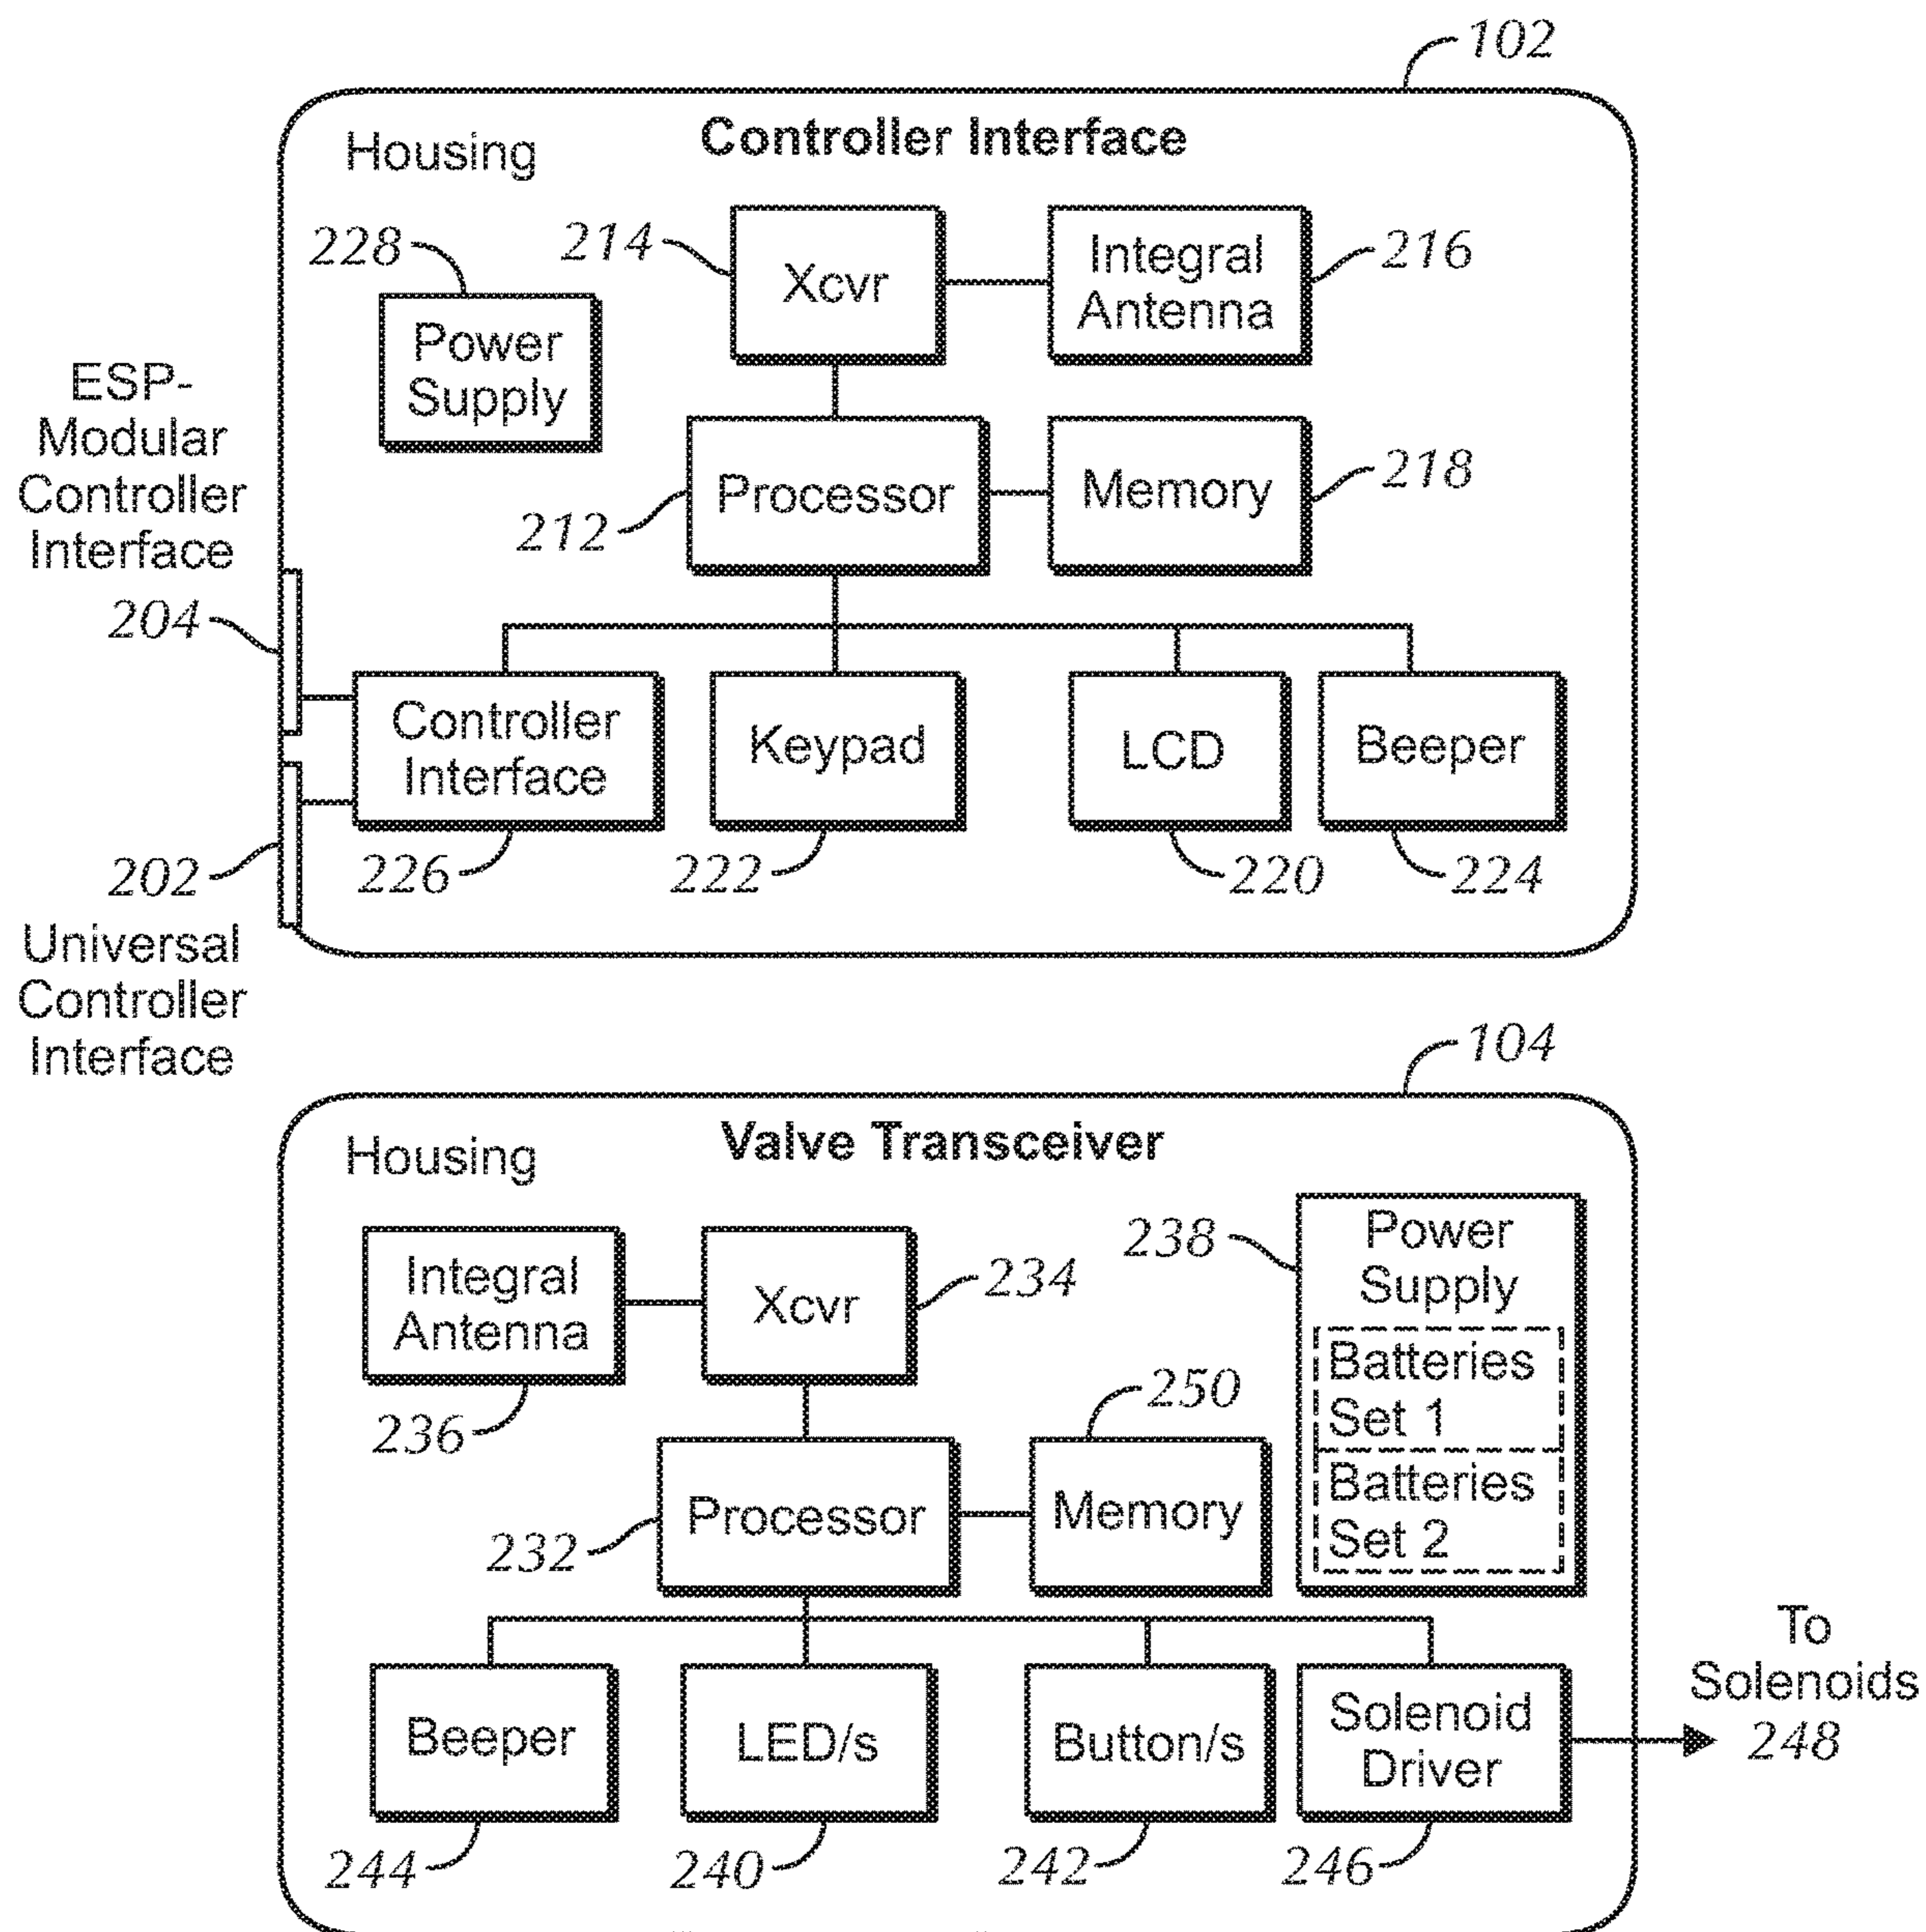 102
Housing
Controller Interface
228
214
Xcvr
Integral
Antenna
216
Power
Supply
ESP-
Modular
Controller
Interface
204
212
Processor
Memory
218
Controller
Interface
Keypad
LCD
Beeper
202
226
222
220
224
Universal
Controller
Interface
104
Housing
Valve Transceiver
Integral
Antenna
236
Xcvr
234
238
Power
Supply
Batteries
Set 1
Batteries
Set 2
250
232
Processor
Memory
Beeper
LED/s
Button/s
Solenoid
Driver
To
Solenoids
248
244
240
242
246